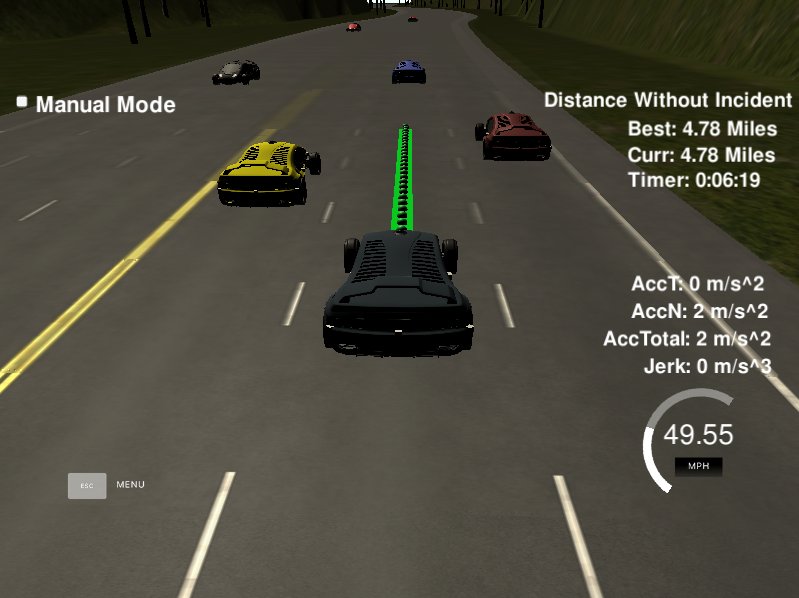 Manual Mode
Distance Without Incident
Best: 4.78 Miles
Curr: 4.78 Miles
Timer: 0:06:19
AccT: 0 m/s^2
AccN: 2 m/s^2
AccTotal: 2 m/s^2
Jerk: 0 m/s^3
49.55
MPH
ESC MENU